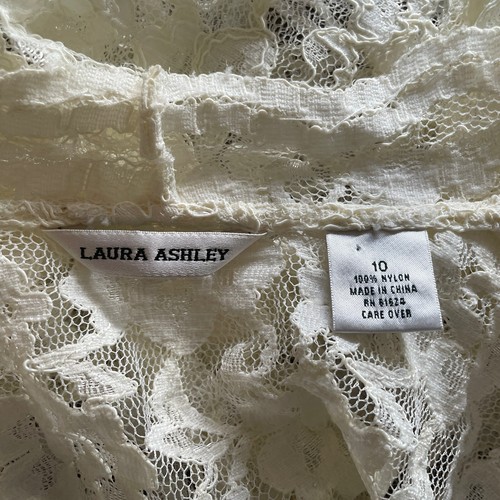 LAURA ASHLEY
10
100% NYLON
MADE IN CHINA
RN 61624
CARE OVER